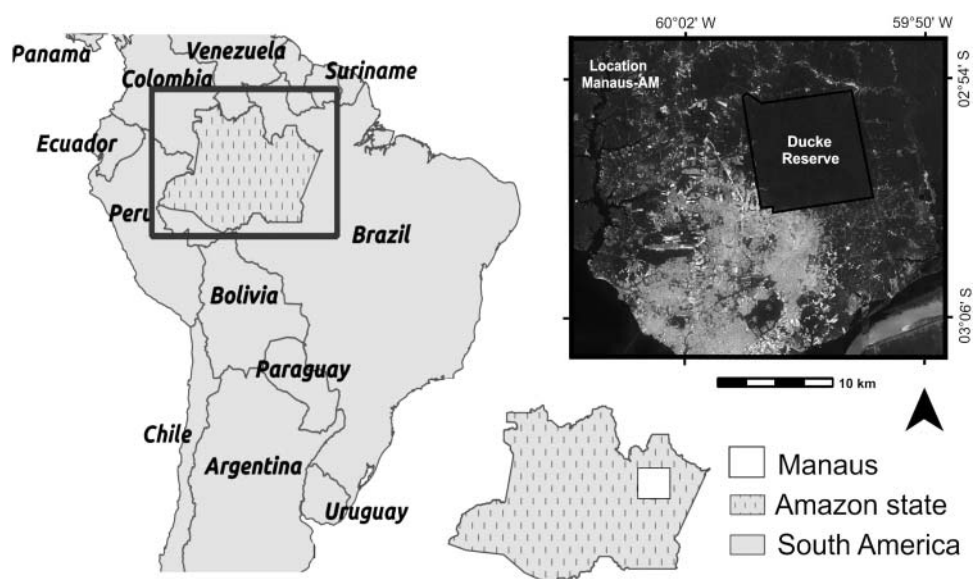 Panama
Venezuela
Colombia
Suriname
Ecuador
Peru
Brazil
Bolivia
Paraguay
Chile
Argentina
Uruguay
60°02' W
59°50' W
Location
Manaus-AM
02°54' S
Ducke
Reserve
03°06' S
10 km
Manaus
Amazon state
South America